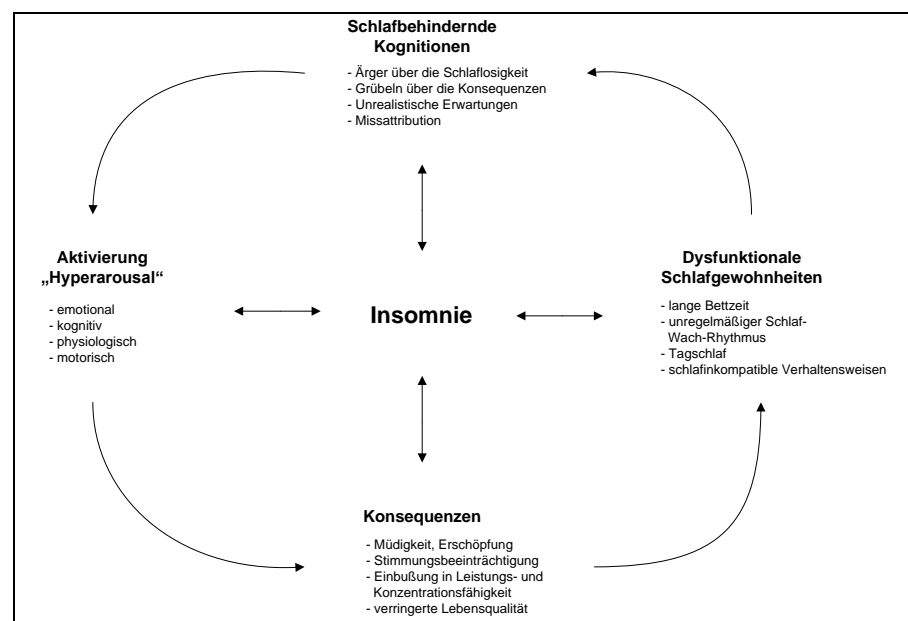 Schlafbehindernde
Kognitionen
- Ärger über die Schlaflosigkeit
- Grübeln über die Konsequenzen
- Unrealistische Erwartungen
- Missattribution
Aktivierung
„Hyperarousal“
- emotional
- kognitiv
- physiologisch
- motorisch
Insomnie
Dysfunktionale
Schlafgewohnheiten
- lange Bettzeit
- unregelmäßiger Schlaf-
Wach-Rhythmus
- Tagschlaf
- schlafinkompatible Verhaltensweisen
Konsequenzen
- Müdigkeit, Erschöpfung
- Stimmungsbeeinträchtigung
- Einbußung in Leistungs- und
Konzentrationsfähigkeit
- verringerte Lebensqualität